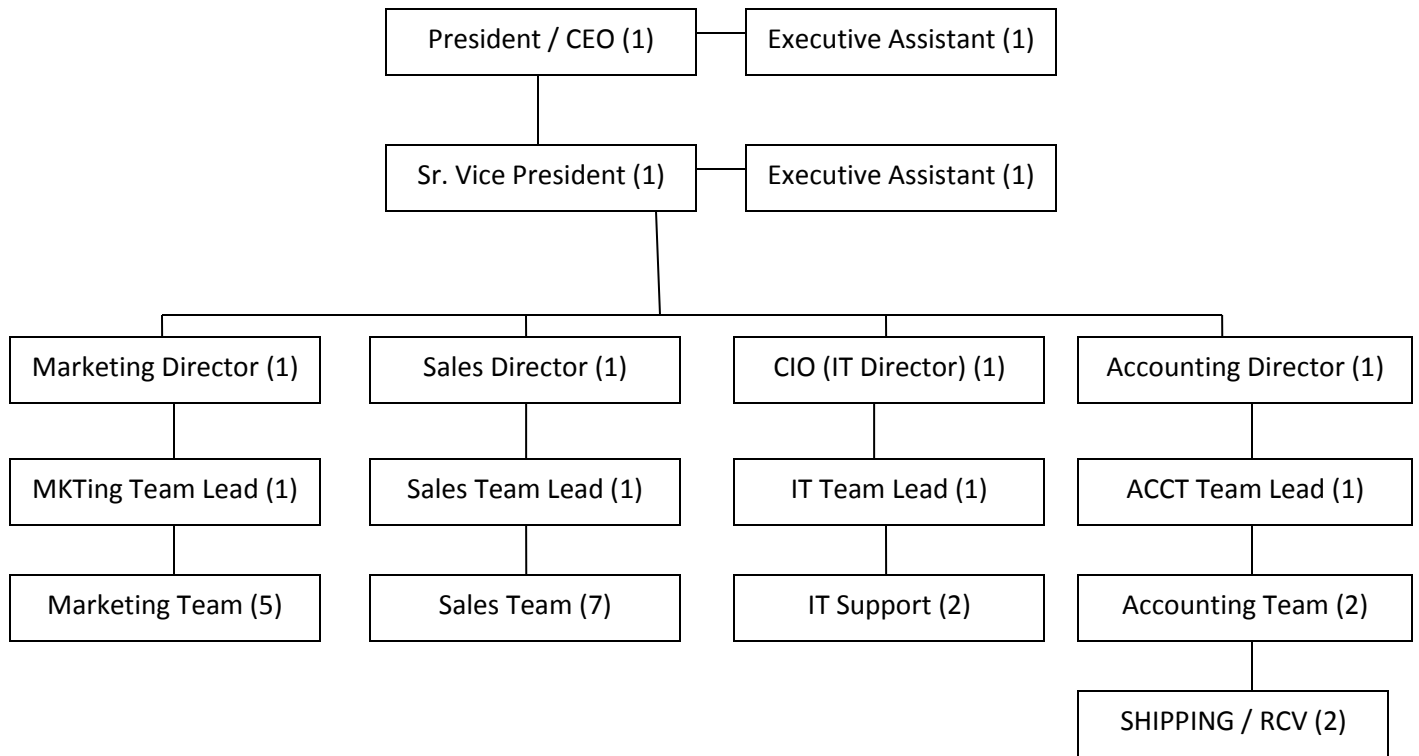 President / CEO (1)
Executive Assistant (1)
Sr. Vice President (1)
Executive Assistant (1)
Marketing Director (1)
Sales Director (1)
CIO (IT Director) (1)
Accounting Director (1)
MKTing Team Lead (1)
Sales Team Lead (1)
IT Team Lead (1)
ACCT Team Lead (1)
Marketing Team (5)
Sales Team (7)
IT Support (2)
Accounting Team (2)
SHIPPING / RCV (2)